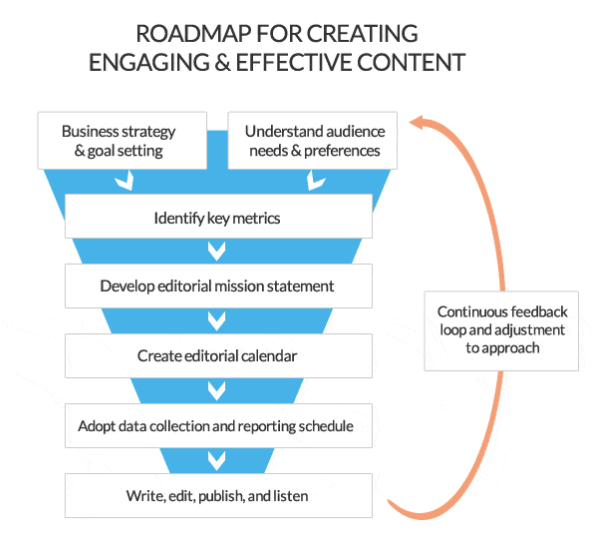 ROADMAP FOR CREATING
ENGAGING & EFFECTIVE CONTENT
Business strategy
& goal setting
Understand audience
needs & preferences
Identify key metrics
Develop editorial mission statement
Create editorial calendar
Adopt data collection and reporting schedule
Write, edit, publish, and listen
Continuous feedback
loop and adjustment
to approach